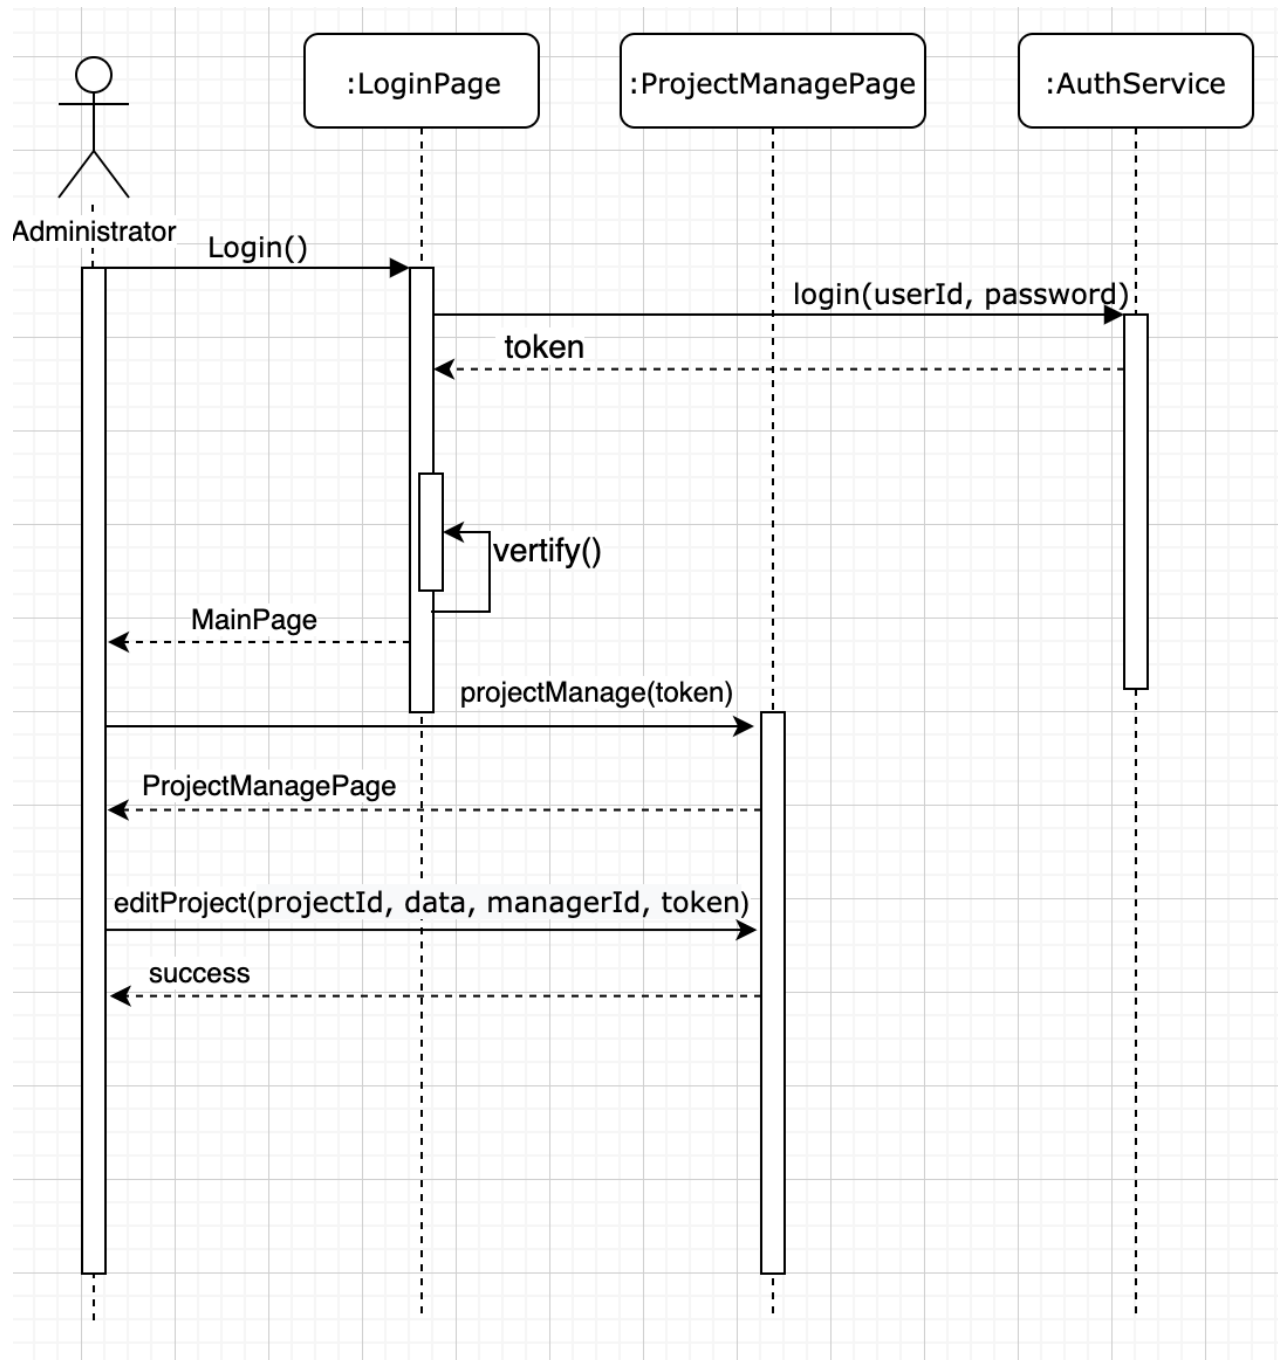 :LoginPage
:ProjectManagePage
:AuthService
Administrator
Login()
login(userId, password)
token
vertify()
MainPage
projectManage(token)
ProjectManagePage
editProject(projectId, data, managerId, token)
success